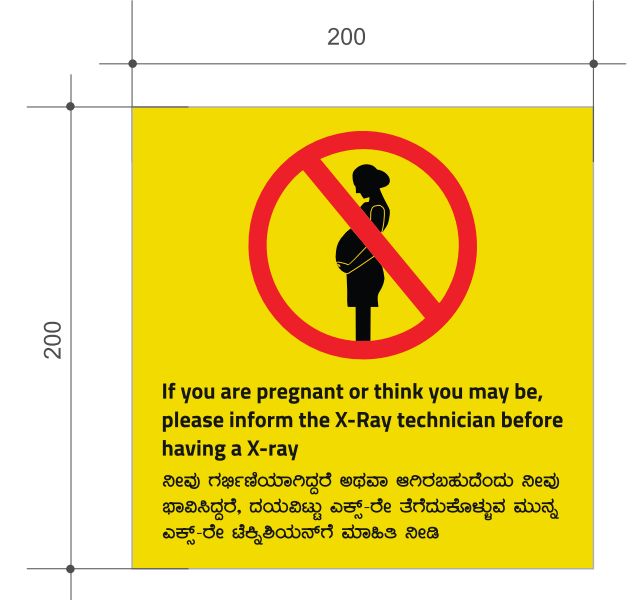 200
200
If you are pregnant or think you may be,
please inform the X-Ray technician before
having a X-ray
ನೀವು ಗರ್ಭಿಣಿಯಾಗಿದ್ದರೆ ಅಥವಾ ಆಗಿರಬಹುದೆಂದು ನೀವು
ಭಾವಿಸಿದ್ದರೆ, ದಯವಿಟ್ಟು ಎಕ್ಸ್-ರೇ ತೆಗೆದುಕೊಳ್ಳುವ ಮುನ್ನ
ಎಕ್ಸ್-ರೇ ಟೆಕ್ನಿಶಿಯನ್‌ಗೆ ಮಾಹಿತಿ ನೀಡಿ